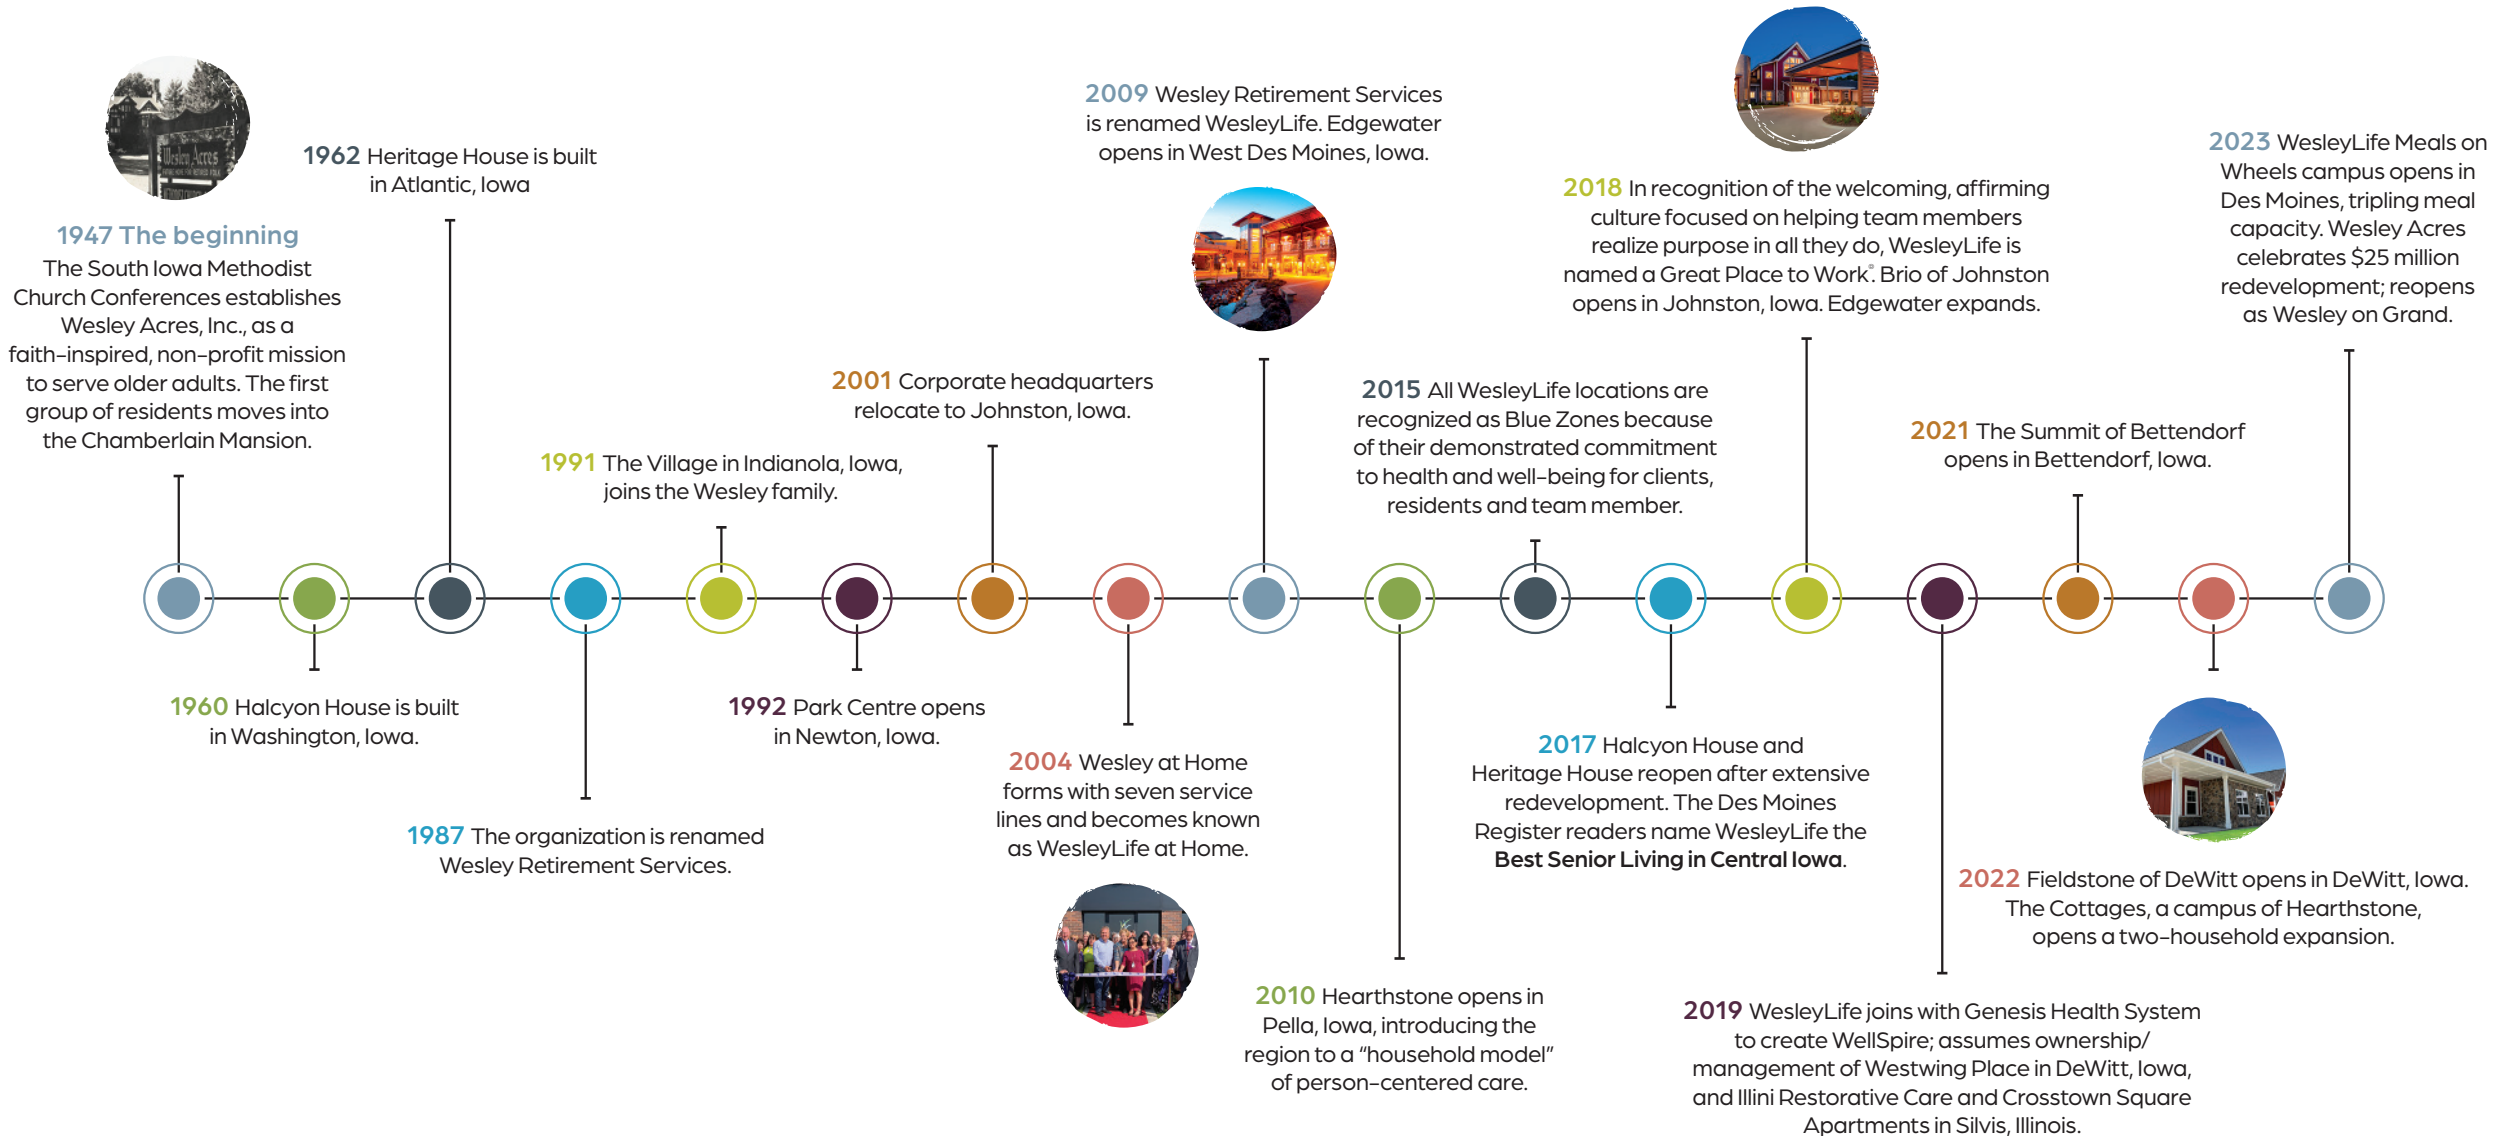 Wesley Acres
1947 The beginning
The South Iowa Methodist
Church Conferences establishes
Wesley Acres, Inc., as a
faith-inspired, non-profit mission
to serve older adults. The first
group of residents moves into
the Chamberlain Mansion.
1960 Halcyon House is built
in Washington, Iowa.
1962 Heritage House is built
in Atlantic, Iowa
1987 The organization is renamed
Wesley Retirement Services.
1991 The Village in Indianola, Iowa,
joins the Wesley family.
1992 Park Centre opens
in Newton, Iowa.
2001 Corporate headquarters
relocate to Johnston, Iowa.
2004 Wesley at Home
forms with seven service
lines and becomes known
as WesleyLife at Home.
2009 Wesley Retirement Services
is renamed WesleyLife. Edgewater
opens in West Des Moines, Iowa.
2010 Hearthstone opens in
Pella, Iowa, introducing the
region to a “household model”
of person-centered care.
2015 All WesleyLife locations are
recognized as Blue Zones because
of their demonstrated commitment
to health and well-being for clients,
residents and team member.
2017 Halcyon House and
Heritage House reopen after extensive
redevelopment. The Des Moines
Register readers name WesleyLife the
Best Senior Living in Central Iowa.
2018 In recognition of the welcoming, affirming
culture focused on helping team members
realize purpose in all they do, WesleyLife is
named a Great Place to Work®. Brio of Johnston
opens in Johnston, Iowa. Edgewater expands.
2019 WesleyLife joins with Genesis Health System
to create WellSpire; assumes ownership/
management of Westwing Place in DeWitt, Iowa,
and Illini Restorative Care and Crosstown Square
Apartments in Silvis, Illinois.
2021 The Summit of Bettendorf
opens in Bettendorf, Iowa.
2022 Fieldstone of DeWitt opens in DeWitt, Iowa.
The Cottages, a campus of Hearthstone,
opens a two-household expansion.
2023 WesleyLife Meals on
Wheels campus opens in
Des Moines, tripling meal
capacity. Wesley Acres
celebrates $25 million
redevelopment; reopens
as Wesley on Grand.